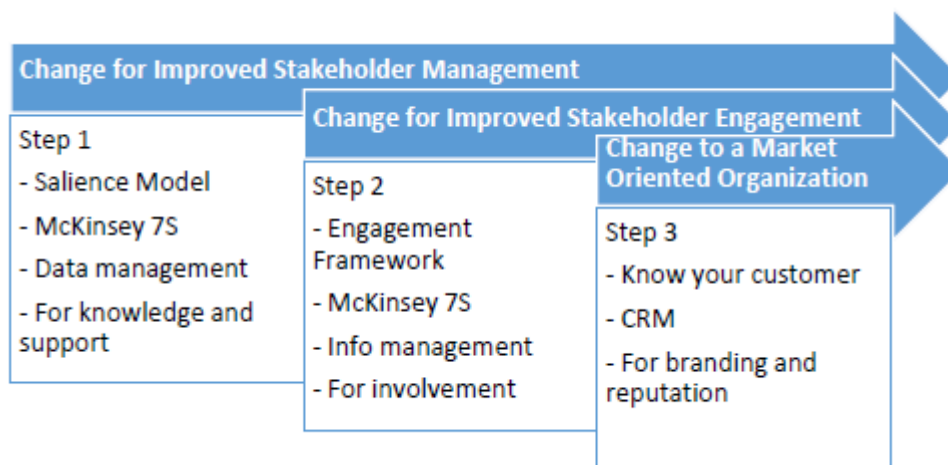 Change for Improved Stakeholder Management
Step 1
- Salience Model
- McKinsey 7S
- Data management
- For knowledge and
support
Change for Improved Stakeholder Engagement
Step 2
- Engagement
Framework
- McKinsey 7S
- Info management
- For involvement
Change to a Market
Oriented Organization
Step 3
- Know your customer
- CRM
- For branding and
reputation